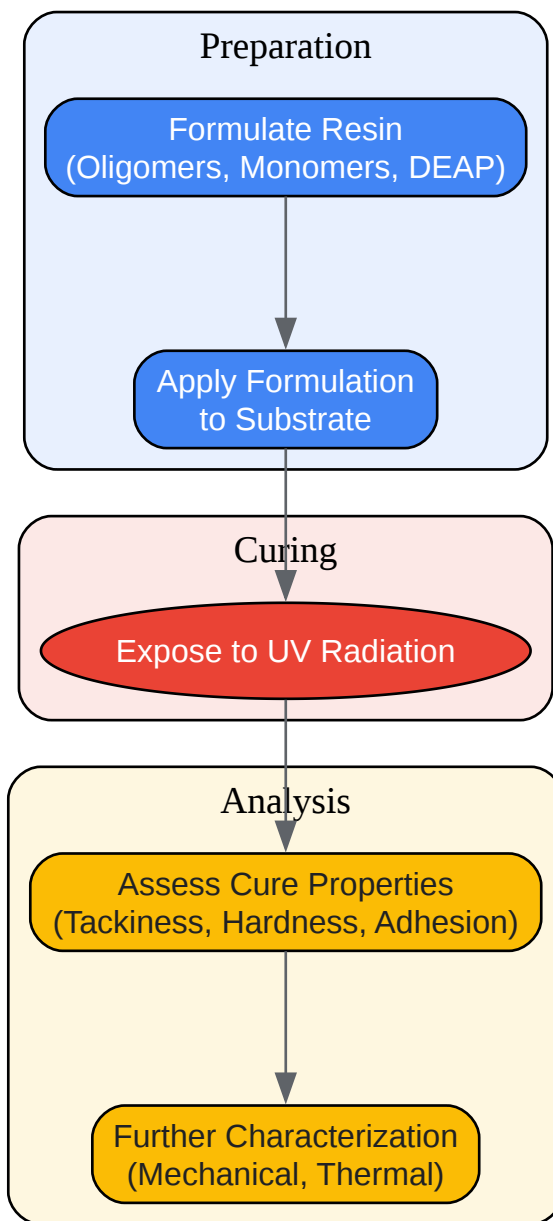 Preparation
Formulate Resin
(Oligomers, Monomers, DEAP)
Apply Formulation
to Substrate
Curing
Expose to UV Radiation
Analysis
Assess Cure Properties
(Tackiness, Hardness, Adhesion)
Further Characterization
(Mechanical, Thermal)